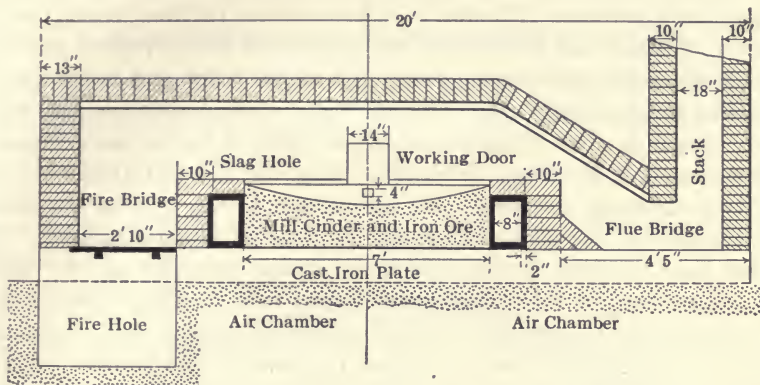 20′
10″
10″
13″
18″
14″
Stack
10″
Slag Hole
Working Door
10″
4″
Fire Bridge
Mill Cinder and Iron Ore
8″
Flue Bridge
2′ 10″
7′
2″
4′ 5″
Cast Iron Plate
Fire Hole
Air Chamber
Air Chamber